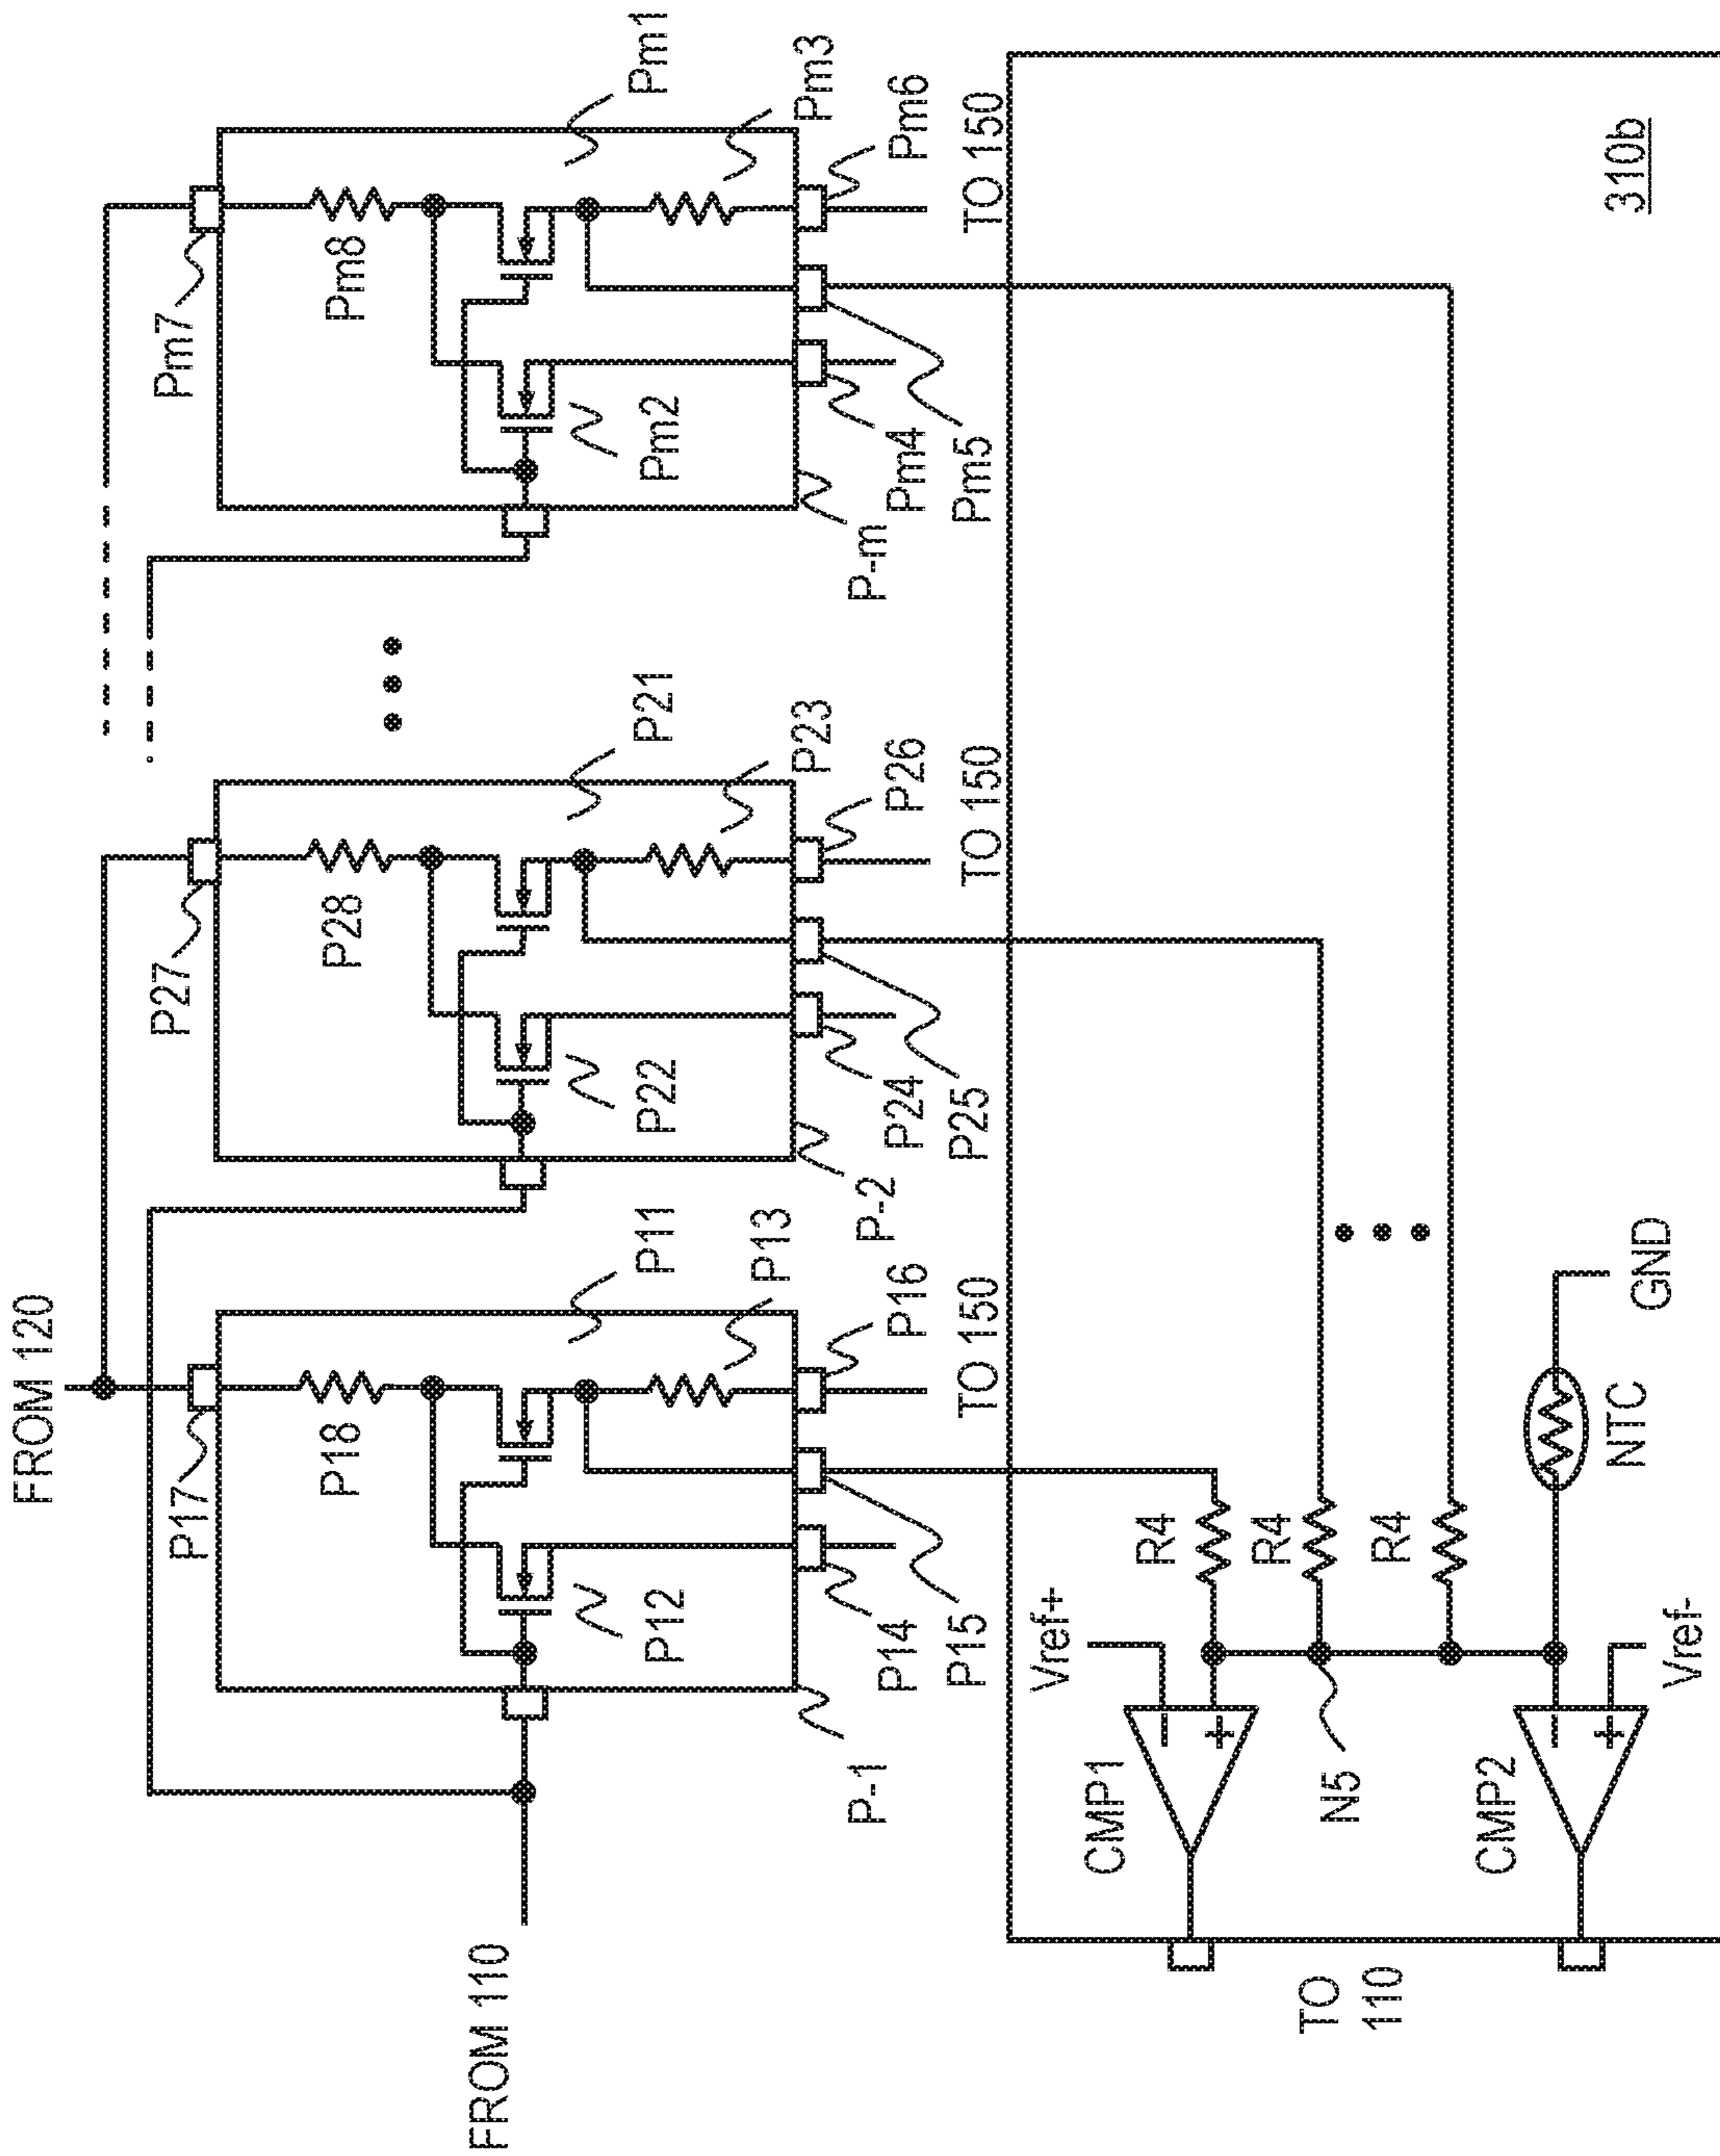 FROM 120
P17
P18
P11
P12
P13
P14
P15
P16
P-1
TO 150
P27
P28
P21
P22
P23
P24
P25
P26
P-2
TO 150
Pm7
Pm8
Pm1
Pm2
Pm3
Pm4
Pm5
Pm6
P-m
TO 150
FROM 110
Vref+
R4
R4
R4
CMP1
N5
CMP2
Vref-
NTC
GND
TO
110
310b